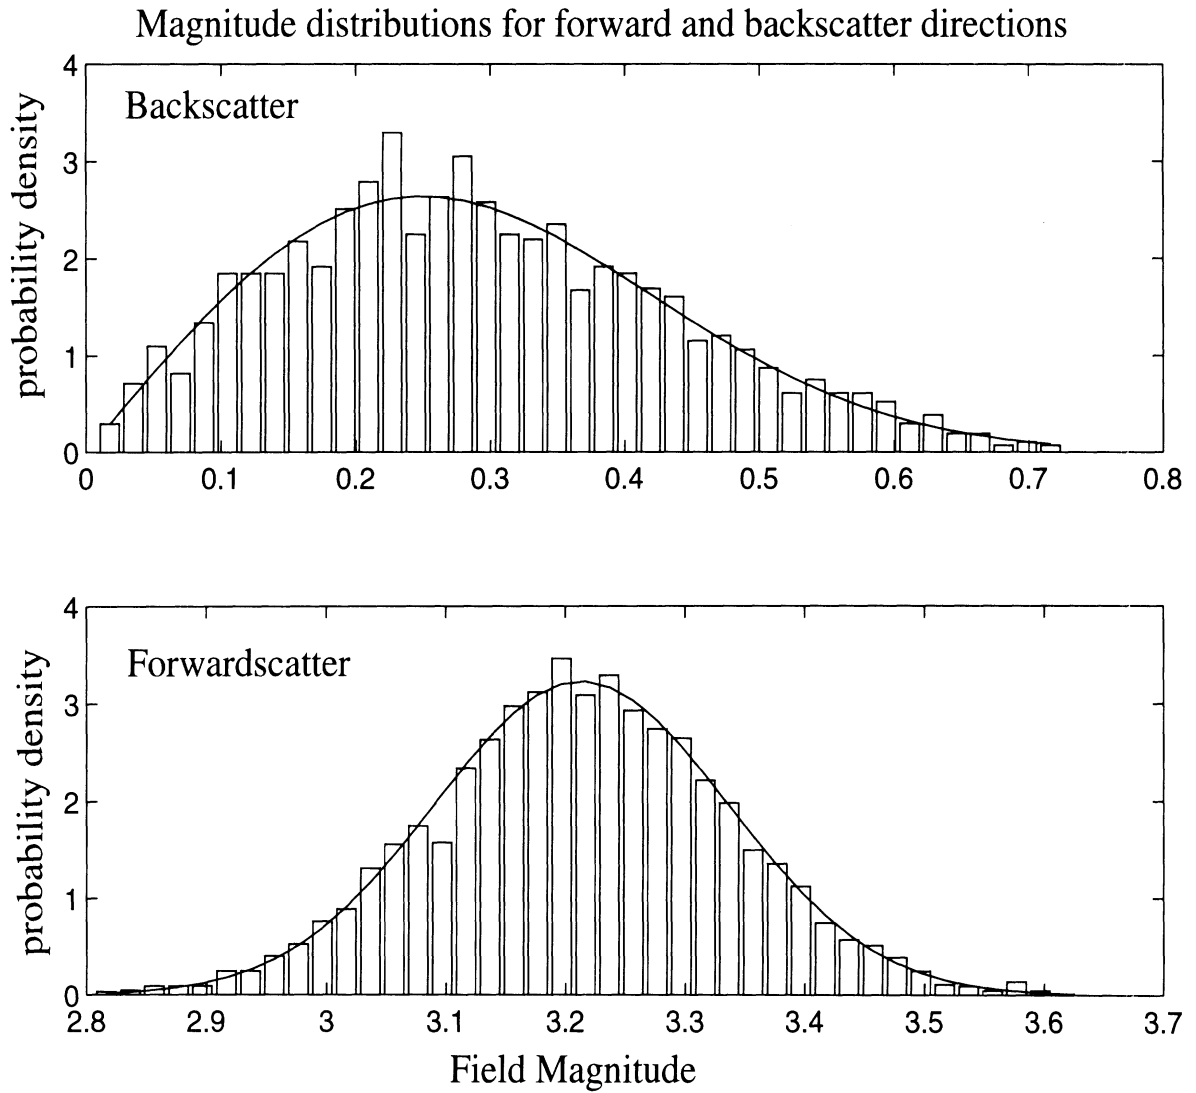 Magnitude distributions for forward and backscatter directions
4
Backscatter
3
probability density
2
1
0
0 0.1 0.2 0.3 0.4 0.5 0.6 0.7 0.8
4
Forwardscatter
3
probability density
2
1
0
2.8 2.9 3 3.1 3.2 3.3 3.4 3.5 3.6 3.7
Field Magnitude